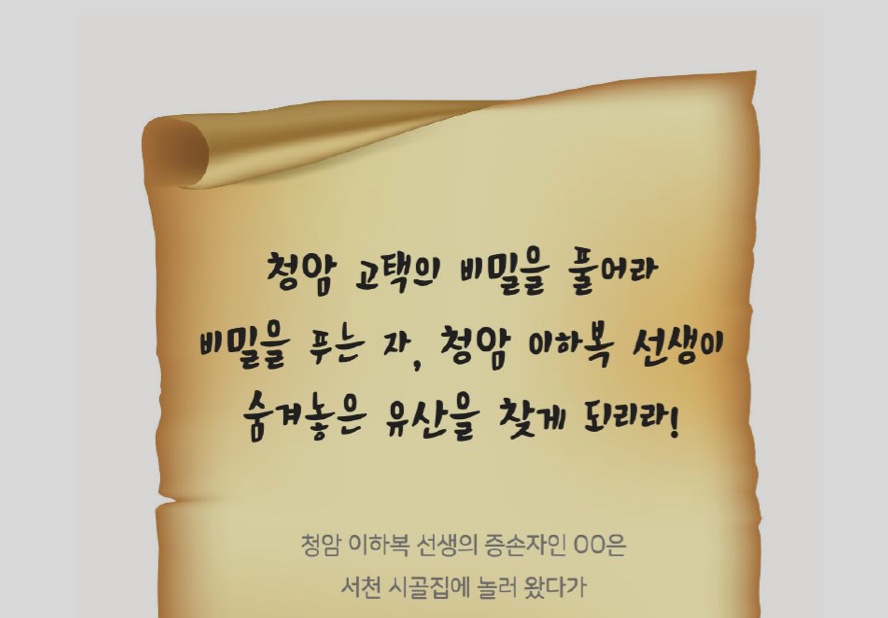 청암 고택의 비밀을 풀어라
비밀을 푸는 자, 청암 이하복 선생이
숨겨놓은 유산을 찾게 되리라!
청암 이하복 선생의 증손자인 OO은
서천 시골집에 놀러 왔다가